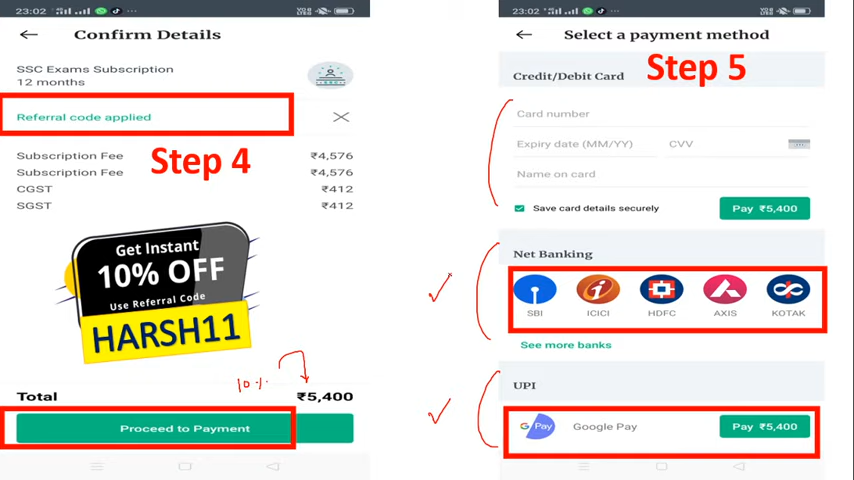 23:02
Confirm Details
SSC Exams Subscription
12 months
Referral code applied
Step 4
Subscription Fee ₹4,576
Subscription Fee ₹4,576
CGST ₹412
SGST ₹412
Get Instant
10% OFF
Use Referral Code
HARSH11
10%
Total ₹5,400
Proceed to Payment
23:02
Select a payment method
Step 5
Credit/Debit Card
Card number
Expiry date (MM/YY) CVV
Name on card
Save card details securely Pay ₹5,400
Net Banking
SBI ICICI HDFC AXIS KOTAK
See more banks
UPI
G Pay Google Pay Pay ₹5,400